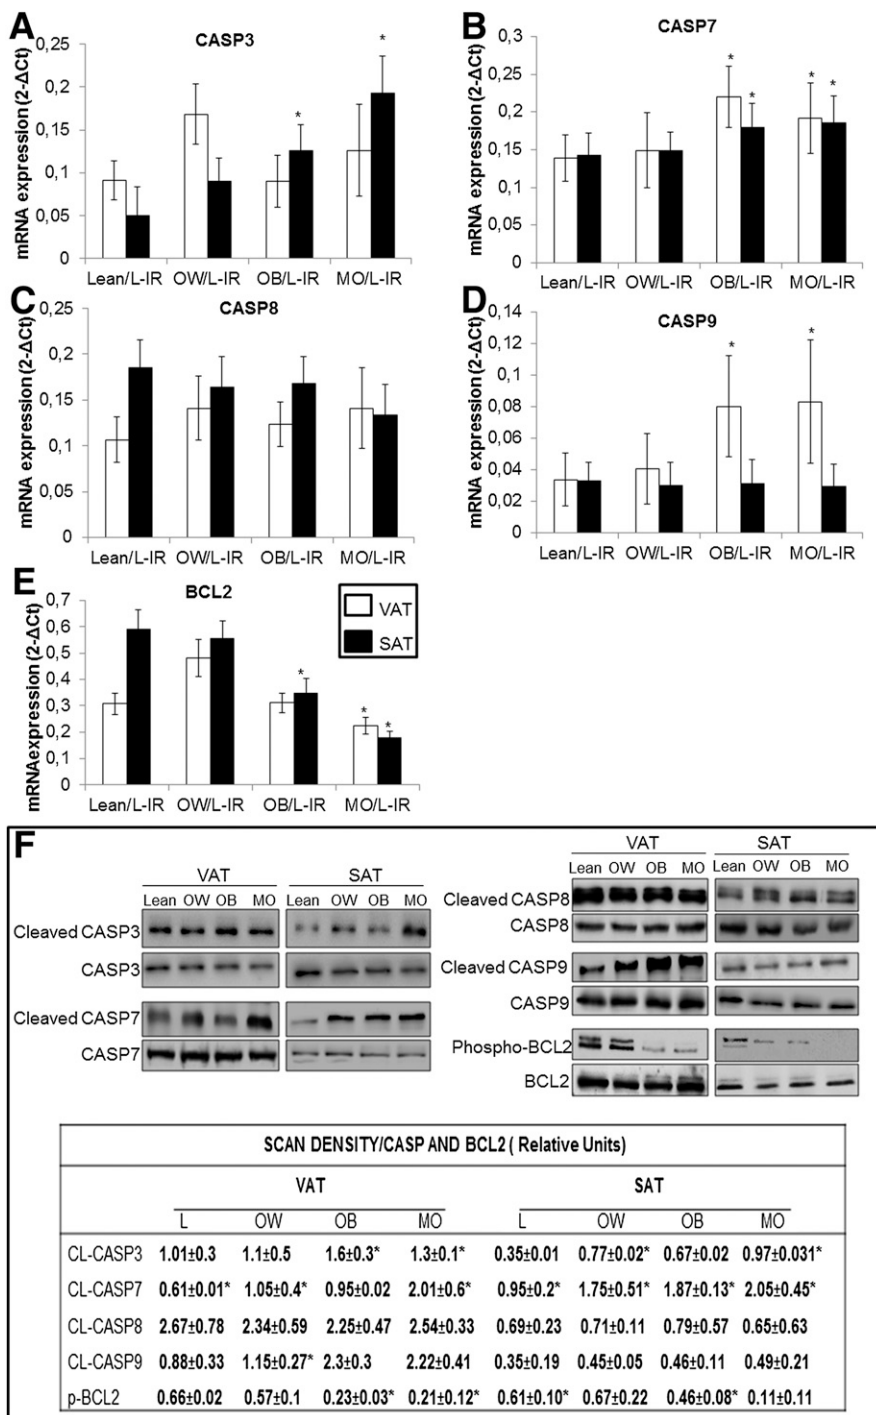 A
CASP3
mRNA expression (2-ΔCt)
0,25
0,2
0,15
0,1
0,05
0
*
*
Lean/L-IR OW/L-IR OB/L-IR MO/L-IR
B
CASP7
mRNA expression (2-ΔCt)
0,3
0,25
0,2
0,15
0,1
0,05
0
* * * *
Lean/L-IR OW/L-IR OB/L-IR MO/L-IR
C
CASP8
mRNA expression (2-ΔCt)
0,25
0,2
0,15
0,1
0,05
0
Lean/L-IR OW/L-IR OB/L-IR MO/L-IR
D
CASP9
mRNA expression (2-ΔCt)
0,14
0,12
0,1
0,08
0,06
0,04
0,02
0
* *
Lean/L-IR OW/L-IR OB/L-IR MO/L-IR
E
BCL2
mRNAexpression (2-ΔCt)
0,7
0,6
0,5
0,4
0,3
0,2
0,1
0
* * *
Lean/L-IR OW/L-IR OB/L-IR MO/L-IR
VAT
SAT
F
VAT SAT
Lean OW OB MO Lean OW OB MO
Cleaved CASP3
CASP3
Cleaved CASP7
CASP7
VAT SAT
Lean OW OB MO Lean OW OB MO
Cleaved CASP8
CASP8
Cleaved CASP9
CASP9
Phospho-BCL2
BCL2
SCAN DENSITY/CASP AND BCL2 ( Relative Units)
VAT SAT
L OW OB MO L OW OB MO
CL-CASP3 1.01±0.3 1.1±0.5 1.6±0.3* 1.3±0.1* 0.35±0.01 0.77±0.02* 0.67±0.02 0.97±0.031*
CL-CASP7 0.61±0.01* 1.05±0.4* 0.95±0.02 2.01±0.6* 0.95±0.2* 1.75±0.51* 1.87±0.13* 2.05±0.45*
CL-CASP8 2.67±0.78 2.34±0.59 2.25±0.47 2.54±0.33 0.69±0.23 0.71±0.11 0.79±0.57 0.65±0.63
CL-CASP9 0.88±0.33 1.15±0.27* 2.3±0.3 2.22±0.41 0.35±0.19 0.45±0.05 0.46±0.11 0.49±0.21
p-BCL2 0.66±0.02 0.57±0.1 0.23±0.03* 0.21±0.12* 0.61±0.10* 0.67±0.22 0.46±0.08* 0.11±0.11